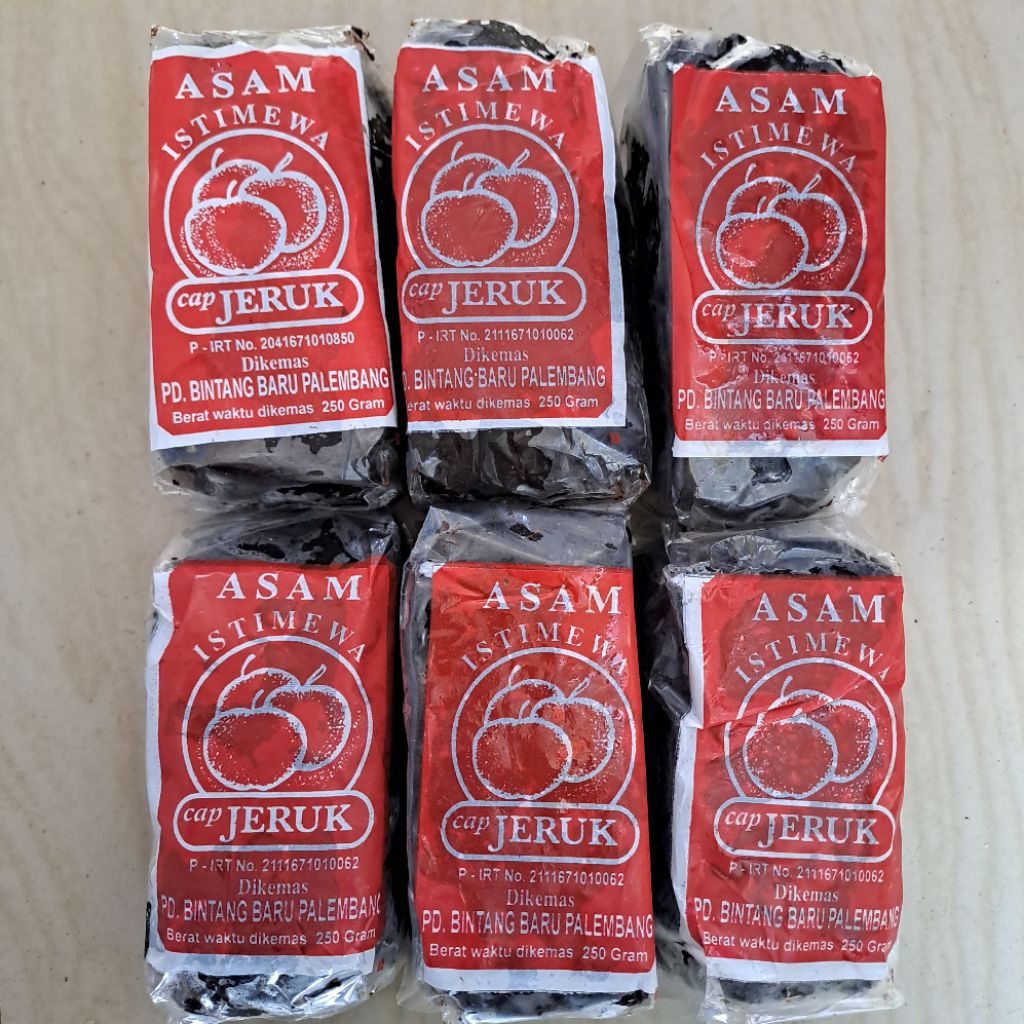 ASAM
ISTIMEWA
cap JERUK
P - IRT No. 2041671010850
Dikemas
PD. BINTANG BARU PALEMBANG
Berat waktu dikemas 250 Gram
ASAM
ISTIMEWA
cap JERUK
P - IRT No. 2111671010062
Dikemas
. BINTANG BARU PALEMBANG
erat waktu dikemas 250 Gram
ASAM
ISTIMEWA
cap JERUK
P - IRT No. 2111671010062
Dikemas
PD. BINTANG BARU PALEMBANG
Berat waktu dikemas 250 Gram
ASAM
ISTIMEWA
cap JERUK
P - IRT No. 2111671010062
Dikemas
PD. BINTANG BARU PALEMBANG
Berat waktu dikemas 250 Gram
ASAM
ISTIMEWA
cap JERUK
P - IRT No. 2111671010062
Dikemas
PD. BINTANG BARU PALEMBANG
Berat waktu dikemas 250 Gram
ASAM
ISTIMEWA
cap JERUK
P - IRT No. 2111671010062
Dikemas
PD. BINTANG BARU PALEMBANG
Berat waktu dikemas 250 Gram